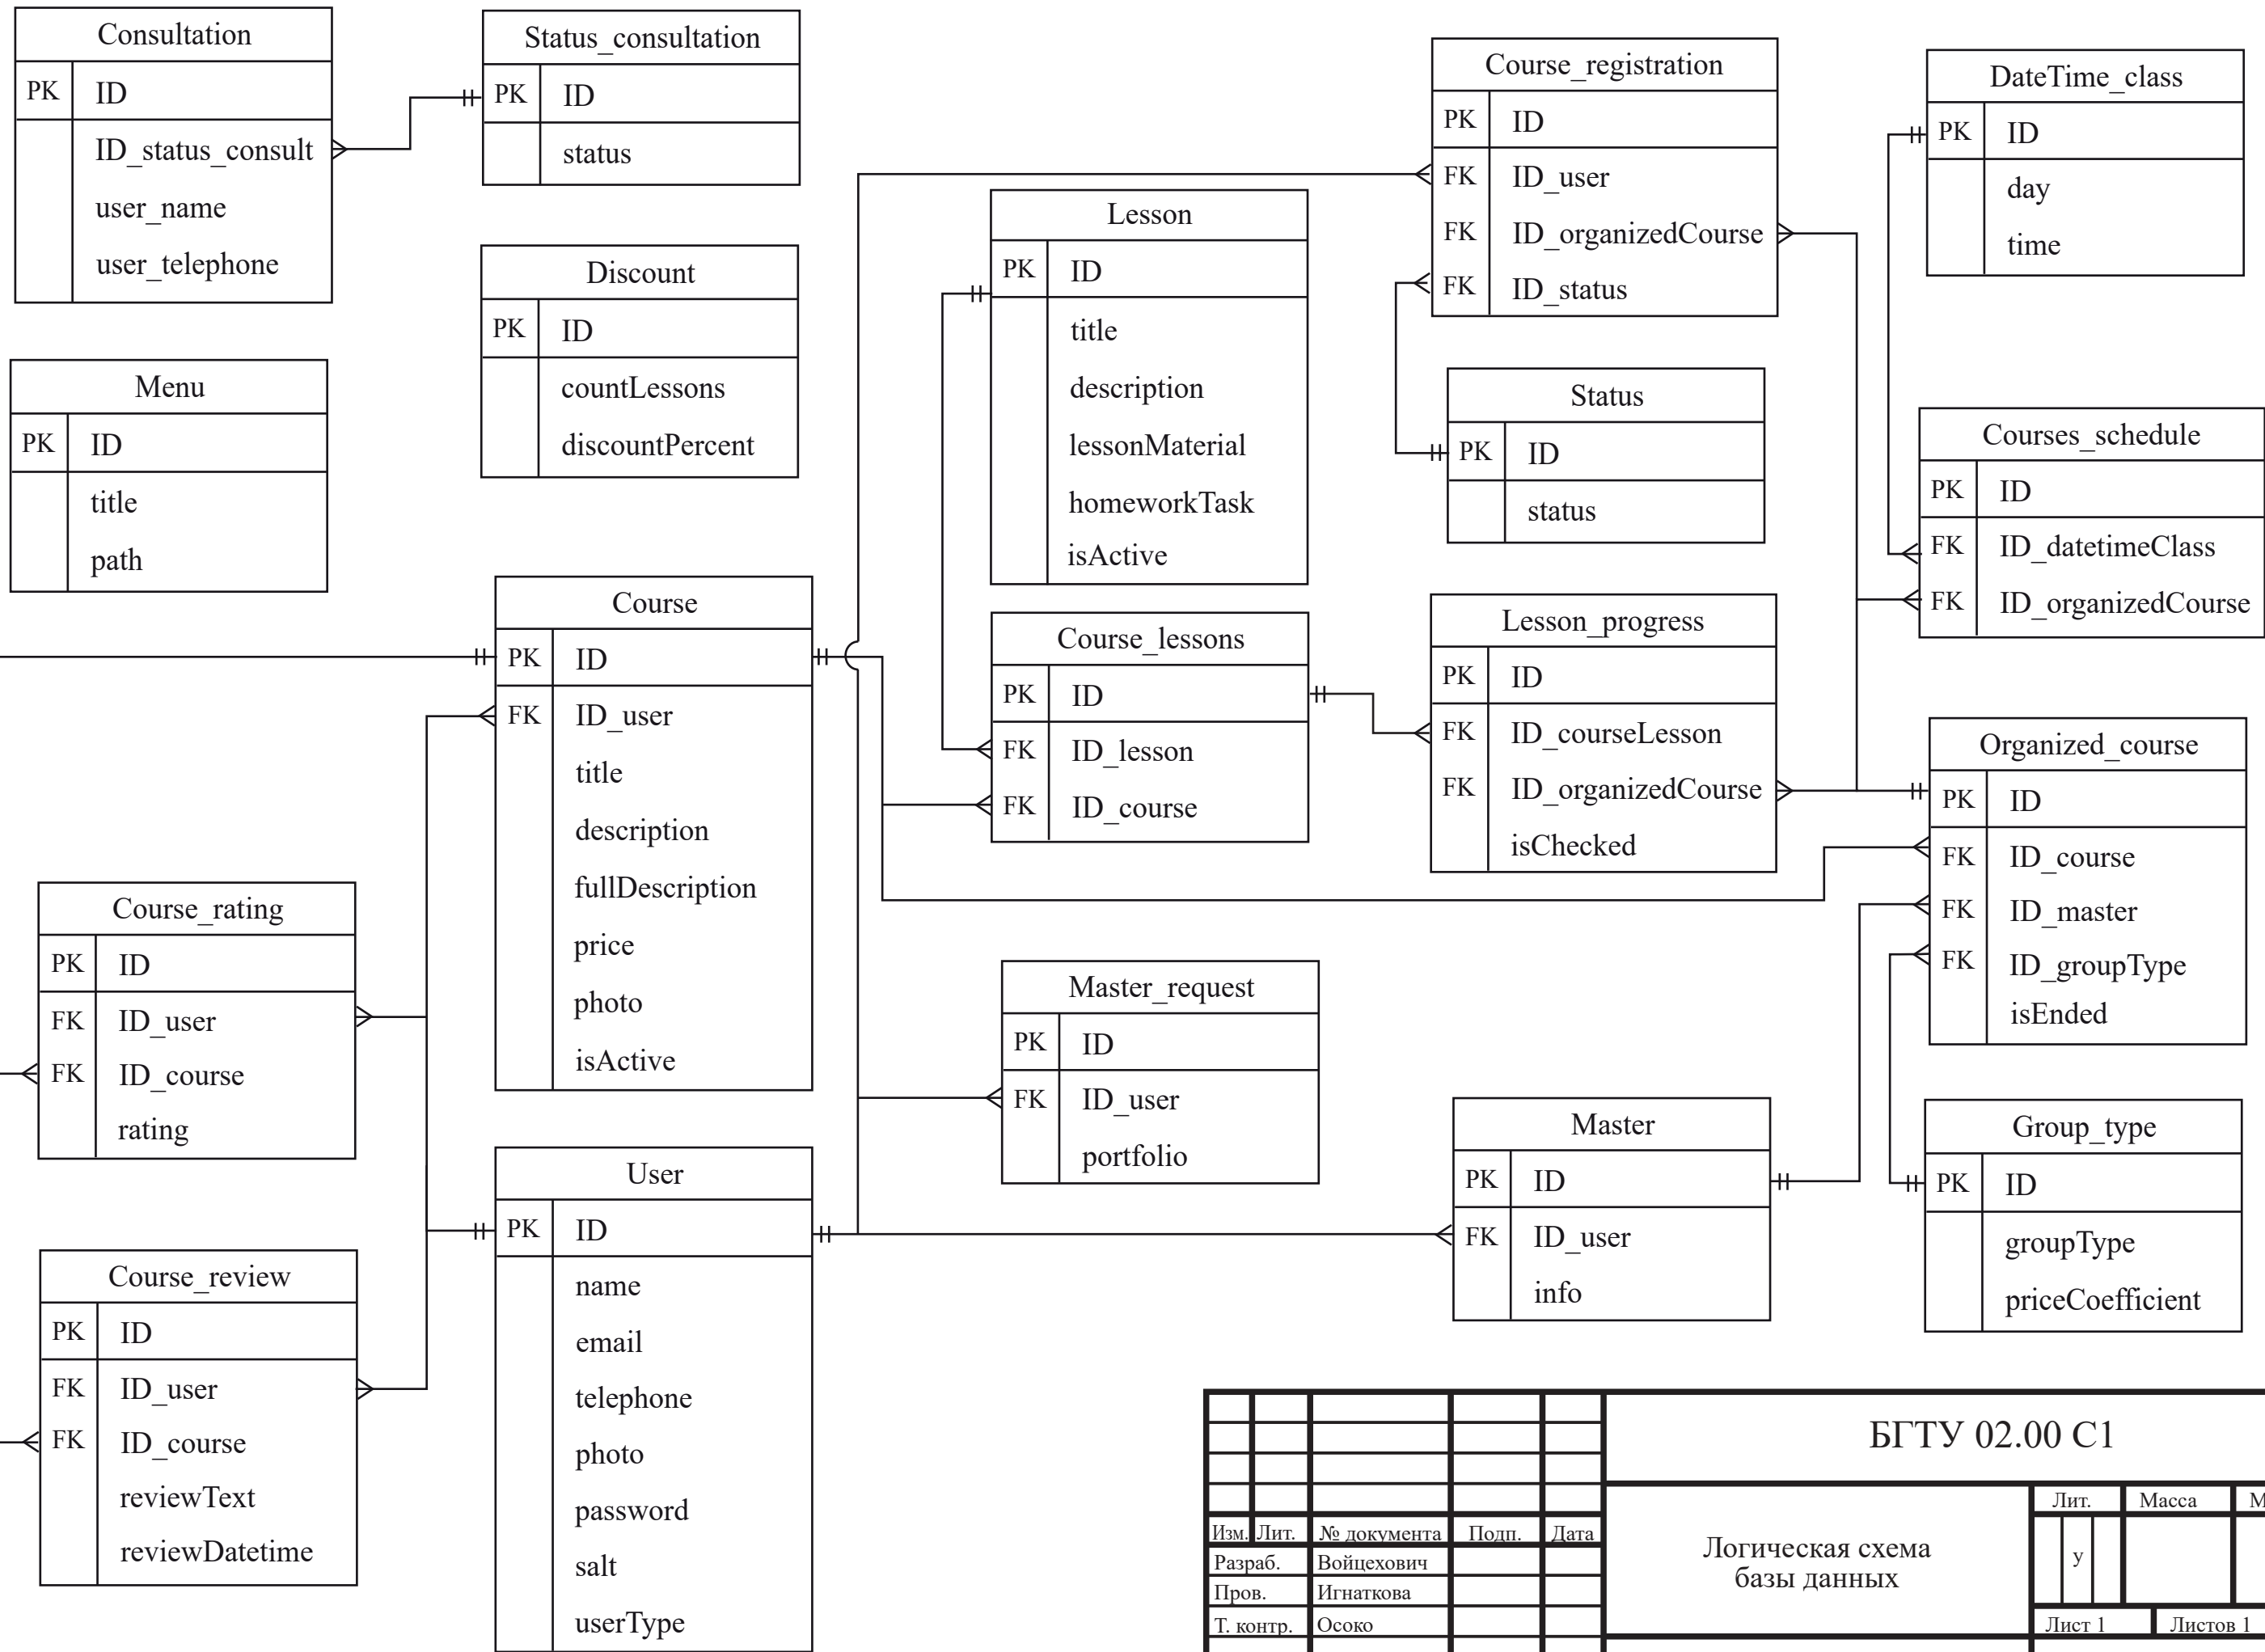 Consultation
PK ID
ID_status_consult
user_name
user_telephone
Status_consultation
PK ID
status
Discount
PK ID
countLessons
discountPercent
Menu
PK ID
title
path
Course
PK ID
FK ID_user
title
description
fullDescription
price
photo
isActive
Course_rating
PK ID
FK ID_user
FK ID_course
rating
Course_review
PK ID
FK ID_user
FK ID_course
reviewText
reviewDatetime
User
PK ID
name
email
telephone
photo
password
salt
userType
Lesson
PK ID
title
description
lessonMaterial
homeworkTask
isActive
Course_lessons
PK ID
FK ID_lesson
FK ID_course
Master_request
PK ID
FK ID_user
portfolio
Course_registration
PK ID
FK ID_user
FK ID_organizedCourse
FK ID_status
Status
PK ID
status
Lesson_progress
PK ID
FK ID_courseLesson
FK ID_organizedCourse
isChecked
Master
PK ID
FK ID_user
info
DateTime_class
PK ID
day
time
Courses_schedule
PK ID
FK ID_datetimeClass
FK ID_organizedCourse
Organized_course
PK ID
FK ID_course
FK ID_master
FK ID_groupType
isEnded
Group_type
PK ID
groupType
priceCoefficient
БГТУ 02.00 С1
Изм. Лит. № документа Подп. Дата
Разраб. Войцехович
Пров. Игнаткова
Т. контр. Осоко
Логическая схема
базы данных
Лит. Масса М
у
Лист 1 Листов 1